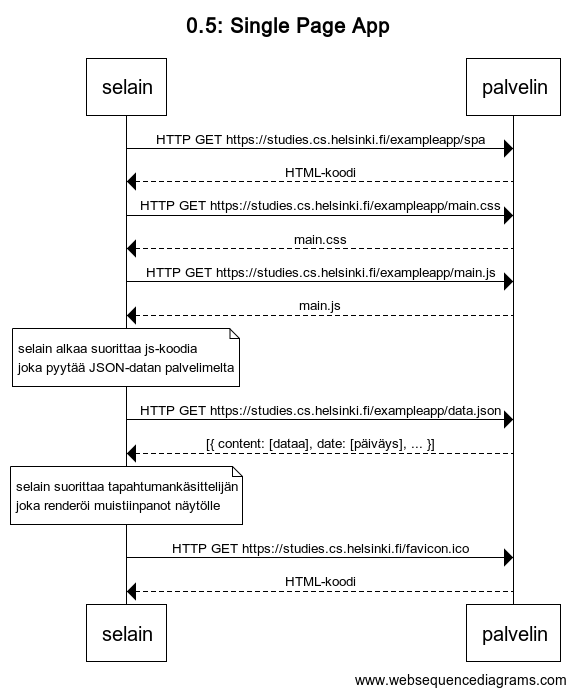 0.5: Single Page App
selain
palvelin
HTTP GET https://studies.cs.helsinki.fi/exampleapp/spa
HTML-koodi
HTTP GET https://studies.cs.helsinki.fi/exampleapp/main.css
main.css
HTTP GET https://studies.cs.helsinki.fi/exampleapp/main.js
main.js
selain alkaa suorittaa js-koodia
joka pyytää JSON-datan palvelimelta
HTTP GET https://studies.cs.helsinki.fi/exampleapp/data.json
[{ content: [dataa], date: [päiväys], ... }]
selain suorittaa tapahtumankäsittelijän
joka renderöi muistiinpanot näytölle
HTTP GET https://studies.cs.helsinki.fi/favicon.ico
HTML-koodi
selain
palvelin
www.websequencediagrams.com